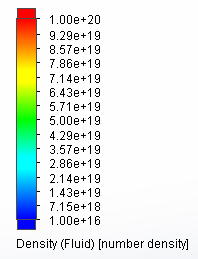 1.00e+20
9.29e+19
8.57e+19
7.86e+19
7.14e+19
6.43e+19
5.71e+19
5.00e+19
4.29e+19
3.57e+19
2.86e+19
2.14e+19
1.43e+19
7.15e+18
1.00e+16
Density (Fluid) [number density]